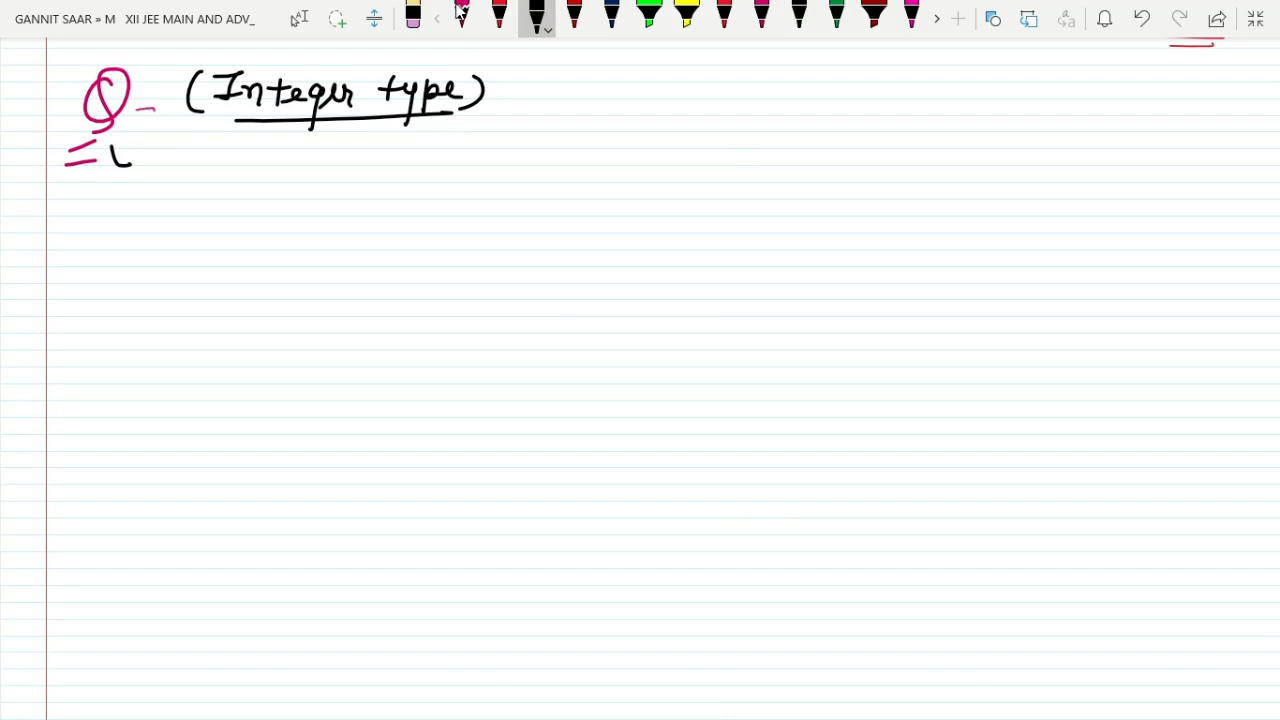 GANNIT SAAR » M XII JEE MAIN AND ADV_
Q- (Integer type)